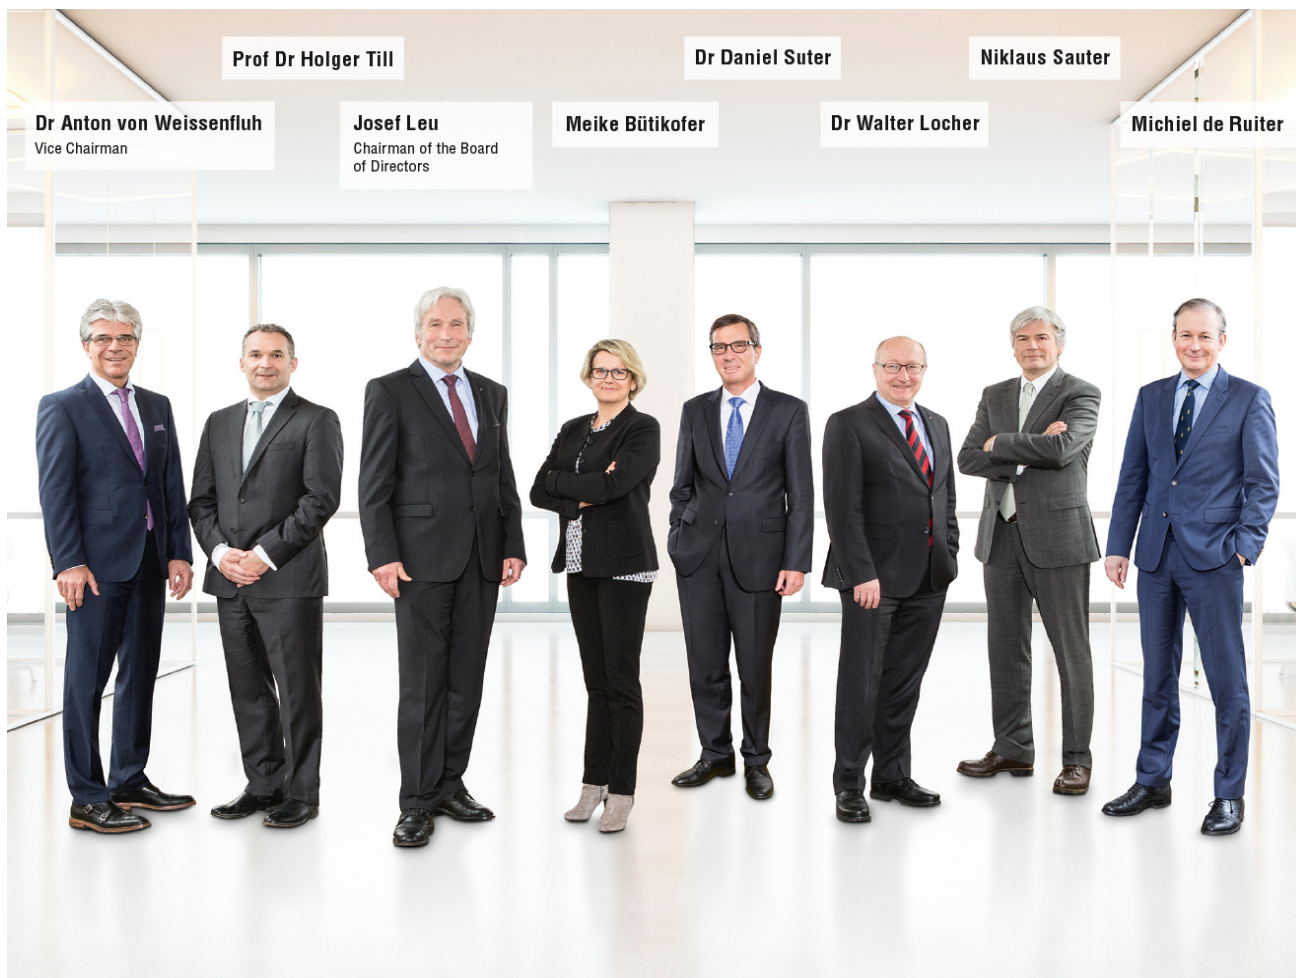 Prof Dr Holger Till
Dr Daniel Suter
Niklaus Sauter
Dr Anton von Weissenfluh
Vice Chairman
Josef Leu
Chairman of the Board
of Directors
Meike Bütikofer
Dr Walter Locher
Michiel de Ruiter